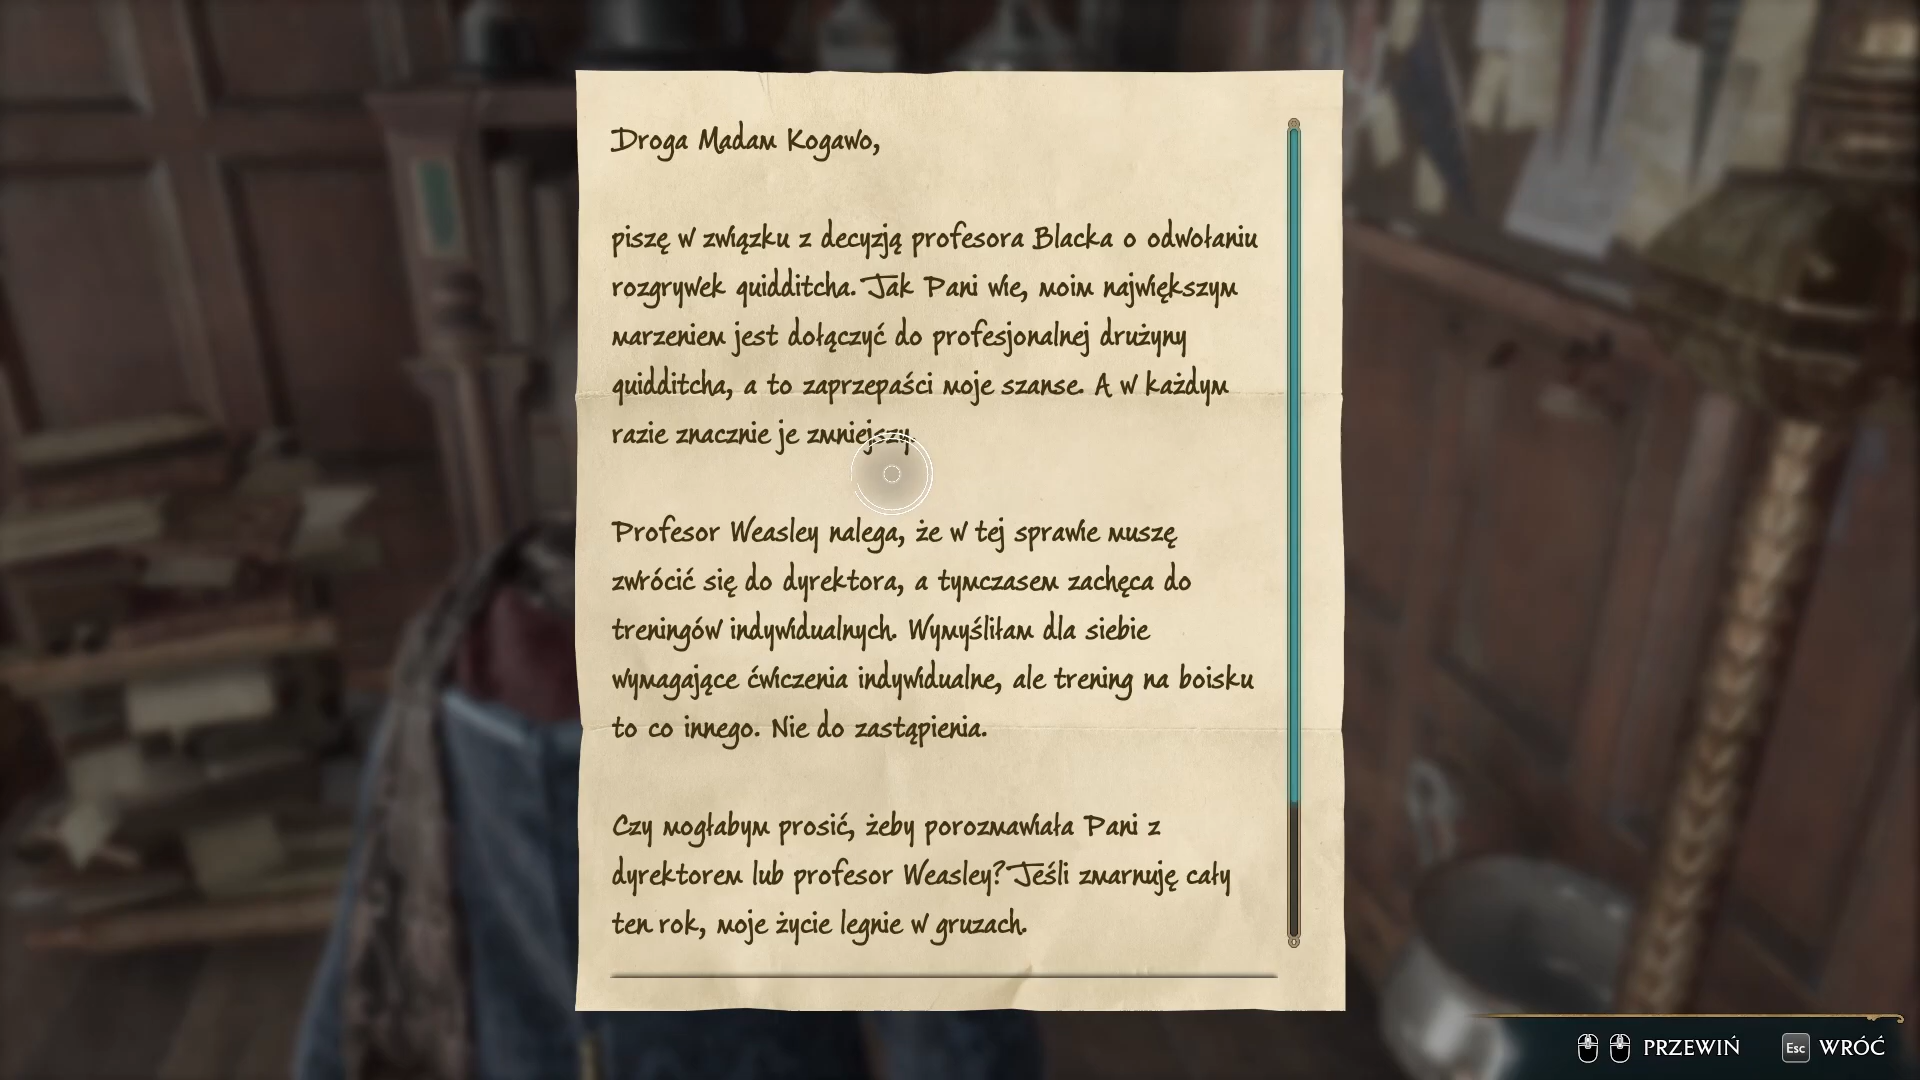 Droga Madam Kogawo,
piszę w związku z decyzją profesora Blacka o odwołaniu
rozgrywek quidditcha. Jak Pani wie, moim największym
marzeniem jest dołączyć do profesjonalnej drużyny
quidditcha, a to zaprzepaści moje szanse. A w każdym
razie znacznie je zmniejszy.
Profesor Weasley nalega, że w tej sprawie muszę
zwrócić się do dyrektora, a tymczasem zachęca do
treningów indywidualnych. Wymyśliłam dla siebie
wymagające ćwiczenia indywidualne, ale trening na boisku
to co innego. Nie do zastąpienia.
Czy mogłabym prosić, żeby porozmawiała Pani z
dyrektorem lub profesor Weasley? Jeśli zmarnuję cały
ten rok, moje życie legnie w gruzach.
PRZEWIŃ Esc WRÓĆ